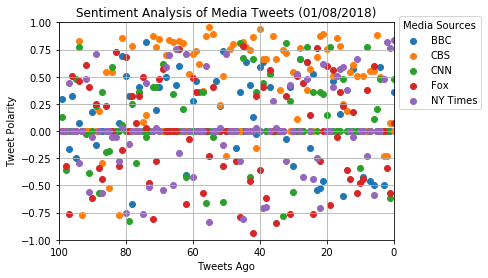 Sentiment Analysis of Media Tweets (01/08/2018)
Media Sources
BBC
CBS
CNN
Fox
NY Times
Tweet Polarity
1.00
0.75
0.50
0.25
0.00
−0.25
−0.50
−0.75
−1.00
100 80 60 40 20 0
Tweets Ago